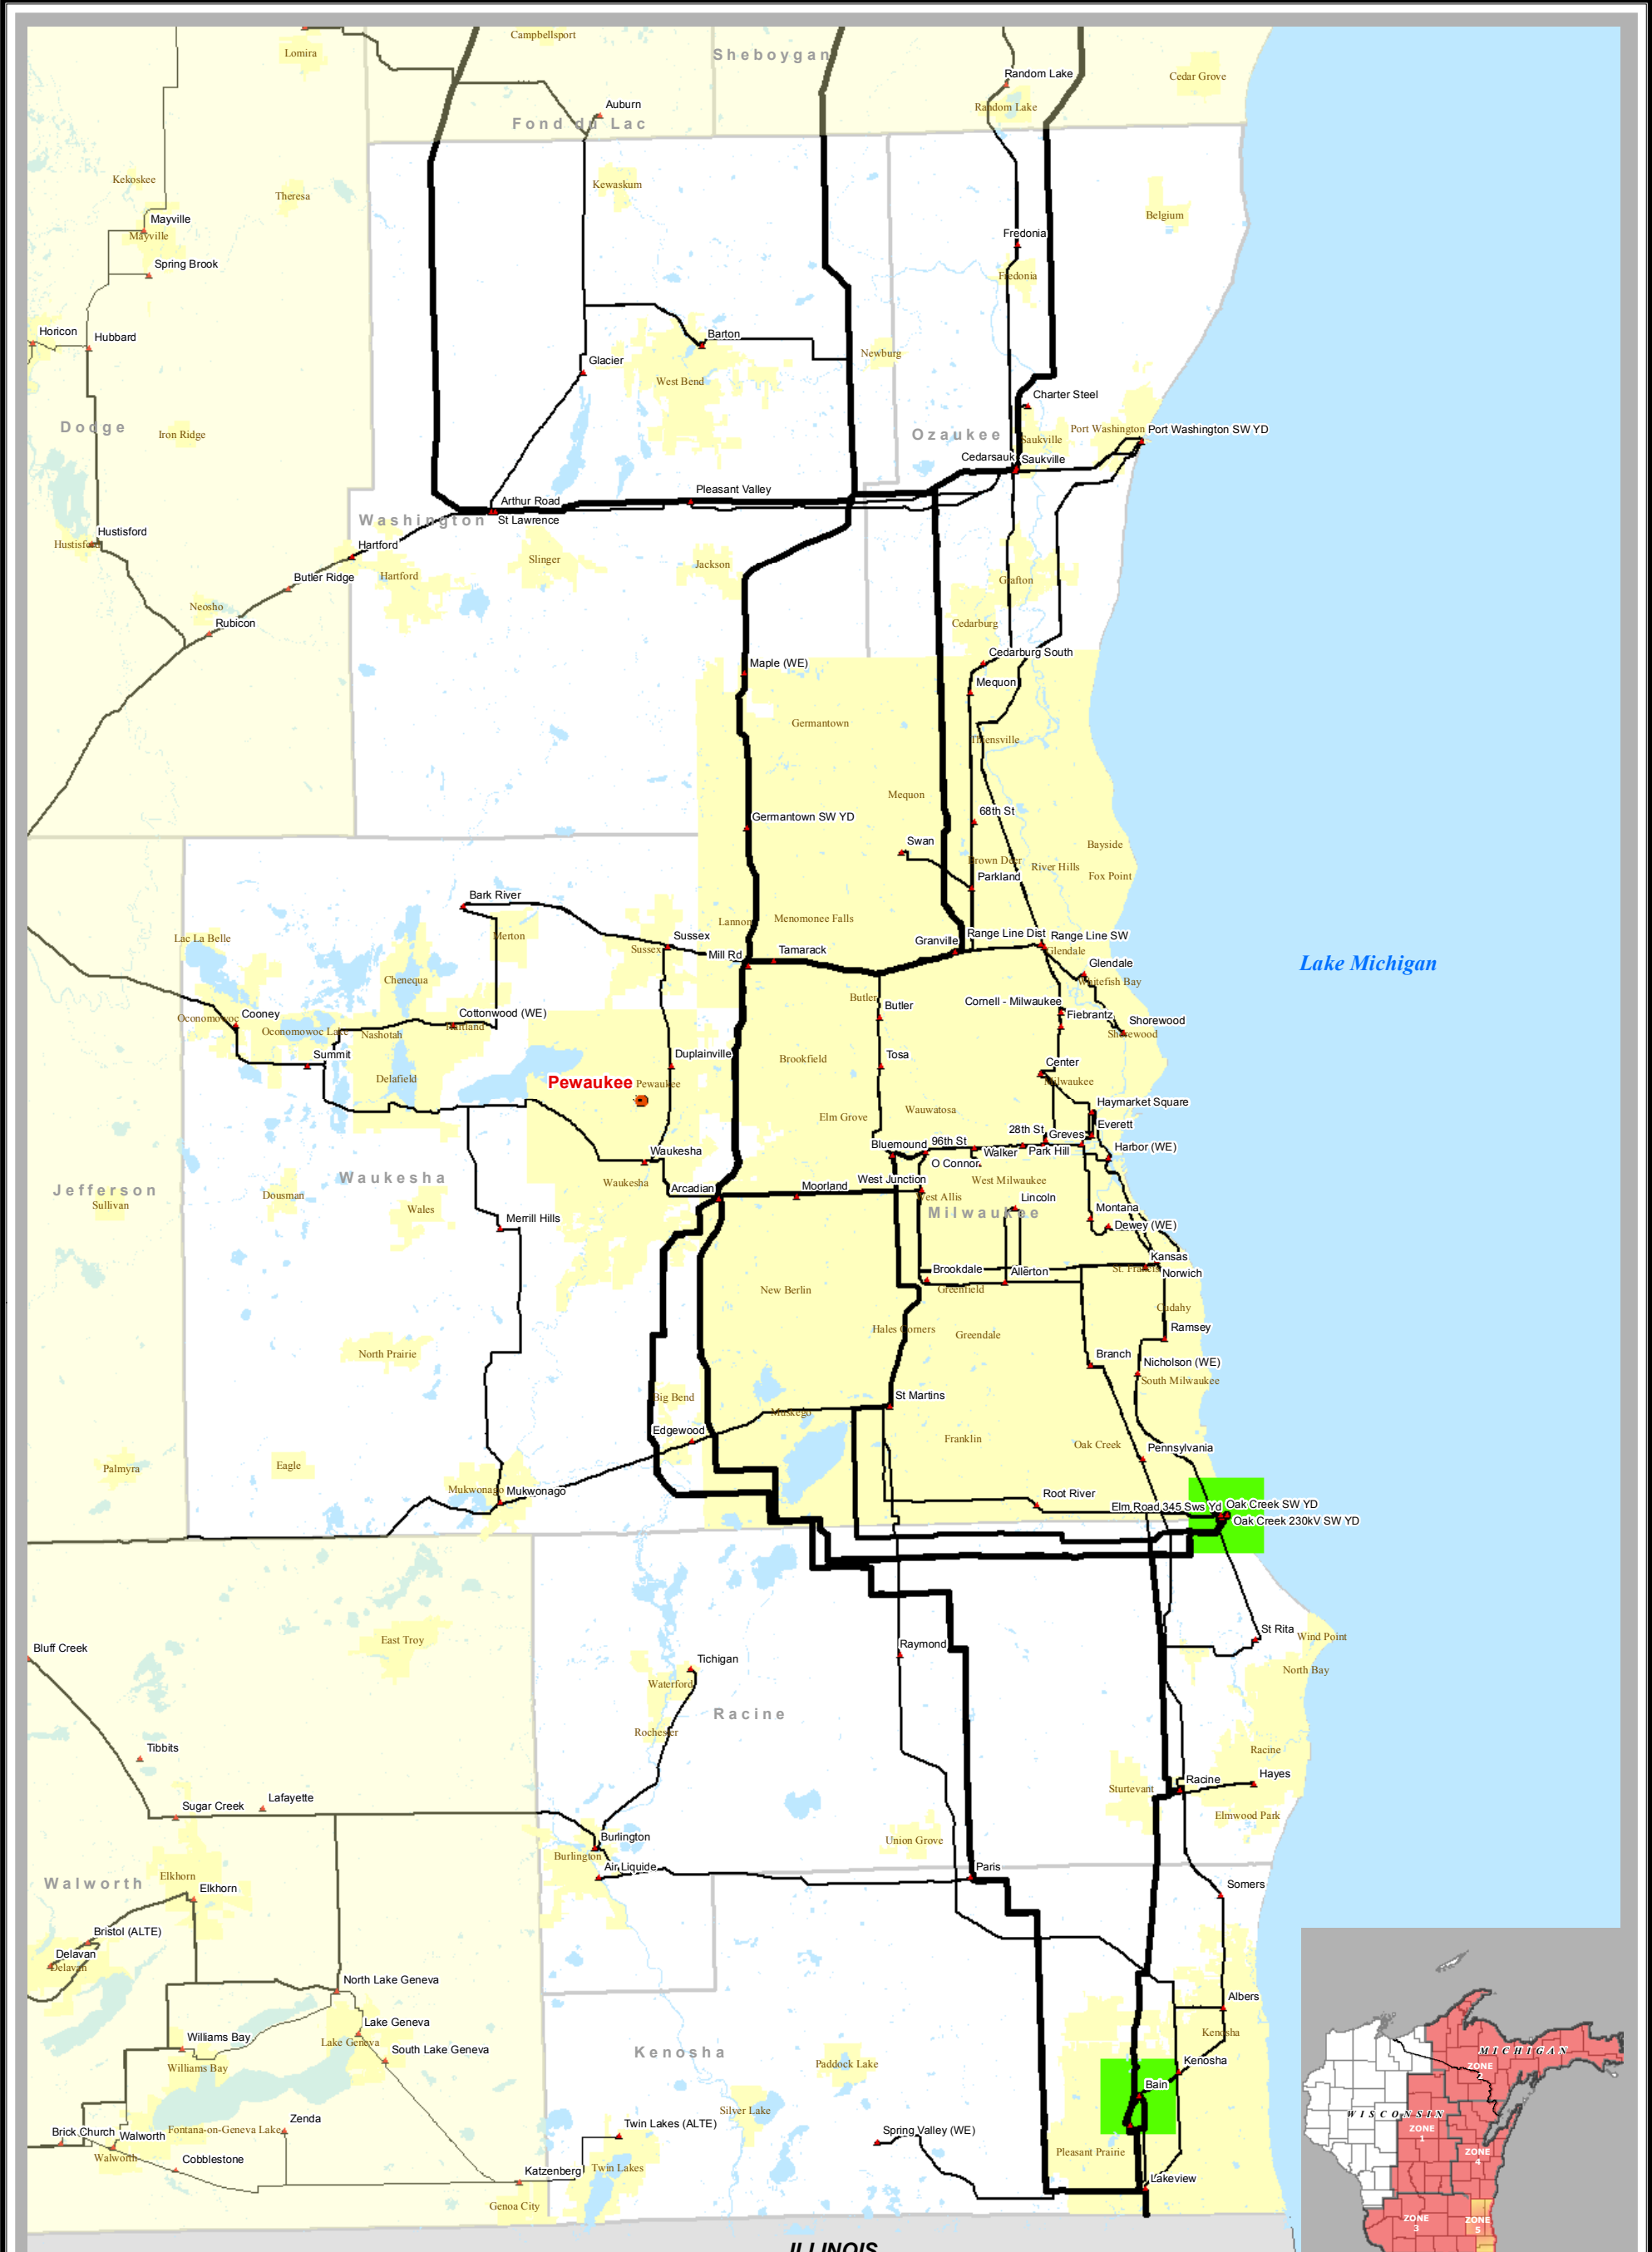 Campbellsport
Lomira
Sheboygan
Random Lake
Cedar Grove
Random Lake
Auburn
Fond du Lac
Kekoskee
Kewaskum
Theresa
Belgium
Mayville
Mayville
Fredonia
Spring Brook
Fredonia
Horicon
Hubbard
Barton
Newburg
Glacier
West Bend
Charter Steel
Dodge
Iron Ridge
Ozaukee
Saukville
Port Washington
Port Washington SW YD
Cedarsauk
Saukville
Pleasant Valley
Arthur Road
Washington
St Lawrence
Hustisford
Hustisford
Hartford
Slinger
Jackson
Butler Ridge
Hartford
Grafton
Neosho
Rubicon
Cedarburg
Cedarburg South
Maple (WE)
Mequon
Germantown
Thiensville
Mequon
Germantown SW YD
68th St
Swan
Bayside
Brown Deer
River Hills
Parkland
Fox Point
Bark River
Lannon
Menomonee Falls
Merton
Lac La Belle
Sussex
Sussex
Granville
Range Line Dist
Range Line SW
Mill Rd
Tamarack
Glendale
Glendale
Lake Michigan
Chenequa
Whitefish Bay
Butler
Butler
Cornell - Milwaukee
Cooney
Cottonwood (WE)
Oconomowoc
Fiebrantz
Shorewood
Oconomowoc Lake
Nashotah
Hartland
Shorewood
Summit
Duplainville
Brookfield
Tosa
Center
Delafield
Pewaukee
Pewaukee
Milwaukee
Haymarket Square
Wauwatosa
Elm Grove
Everett
28th St
Greves
Bluemound
96th St
Walker
Park Hill
Harbor (WE)
Waukesha
O Connor
Waukesha
Waukesha
West Junction
West Milwaukee
Jefferson
Arcadian
Moorland
Dousman
Sullivan
West Allis
Lincoln
Wales
Milwaukee
Montana
Merrill Hills
Dewey (WE)
Kansas
Brookdale
Allerton
St. Francis
Norwich
New Berlin
Greenfield
Cudahy
Hales Corners
Greendale
Ramsey
North Prairie
Branch
Nicholson (WE)
South Milwaukee
Big Bend
St Martins
Muskego
Edgewood
Franklin
Oak Creek
Pennsylvania
Palmyra
Eagle
Mukwonago
Mukwonago
Root River
Elm Road 345 Sws Yd
Oak Creek SW YD
Oak Creek 230kV SW YD
East Troy
St Rita
Wind Point
Bluff Creek
Raymond
Tichigan
Waterford
North Bay
Racine
Rochester
Tibbits
Racine
Hayes
Racine
Sturtevant
Lafayette
Sugar Creek
Elmwood Park
Burlington
Union Grove
Burlington
Air Liquide
Paris
Elkhorn
Walworth
Elkhorn
Somers
Bristol (ALTE)
Delavan
Delavan
North Lake Geneva
Albers
Lake Geneva
Williams Bay
Lake Geneva
Kenosha
South Lake Geneva
Kenosha
Williams Bay
Paddock Lake
Kenosha
MICHIGAN
ZONE
2
Bain
Silver Lake
WISCONSIN
Zenda
Twin Lakes (ALTE)
ZONE
1
Fontana-on-Geneva Lake
Spring Valley (WE)
Brick Church
Walworth
Pleasant Prairie
ZONE
4
Walworth
Cobblestone
Katzenberg
Twin Lakes
Lakeview
Genoa City
ZONE
3
ZONE
5
ILLINOIS